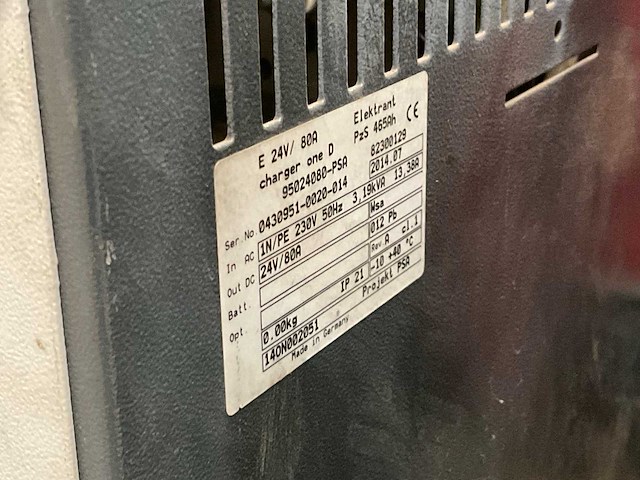 E 24V/ 80A Elektrant
charger one D PzS 465Ah CE
95024080-PSA 82300129
Ser.No. 0430951-0020-014 2014.07
In AC 1N/PE 230V 50Hz 3,19kVA 13,38A
Out DC 24V/80A Wsa
Batt. 012 Pb
Opt. Rev.A cl.1
0.00kg IP 21 -10 +40 °C
140N002051 Projekt PSA
Made in Germany